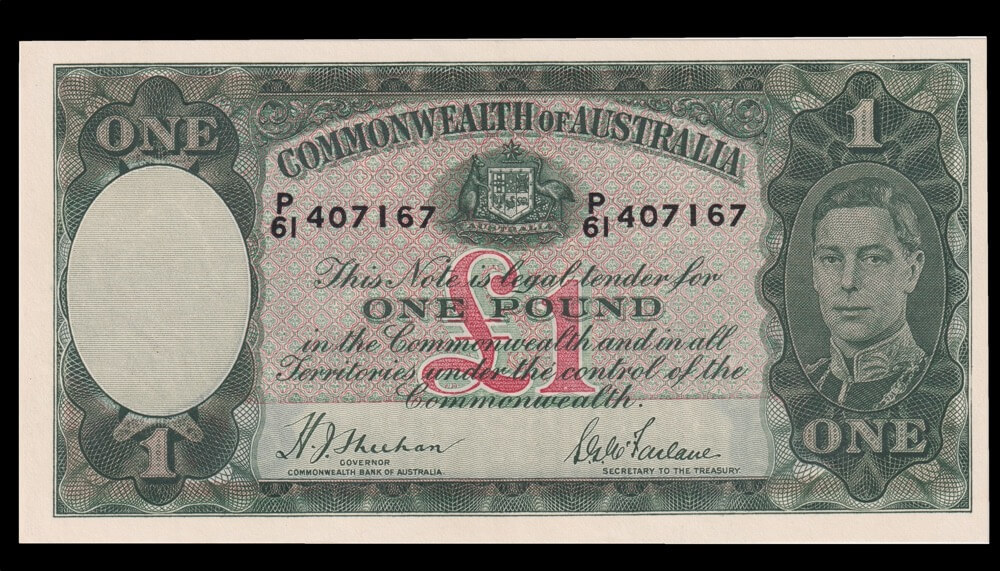 ONE
1
COMMONWEALTH OF AUSTRALIA
P/61 407167
P/61 407167
AUSTRALIA
£1
This Note is legal tender for
ONE POUND
in the Commonwealth and in all
Territories under the control of the
Commonwealth.
H. J. Sheehan
S. G. McFarlane
GOVERNOR
COMMONWEALTH BANK OF AUSTRALIA.
SECRETARY TO THE TREASURY.
1
ONE